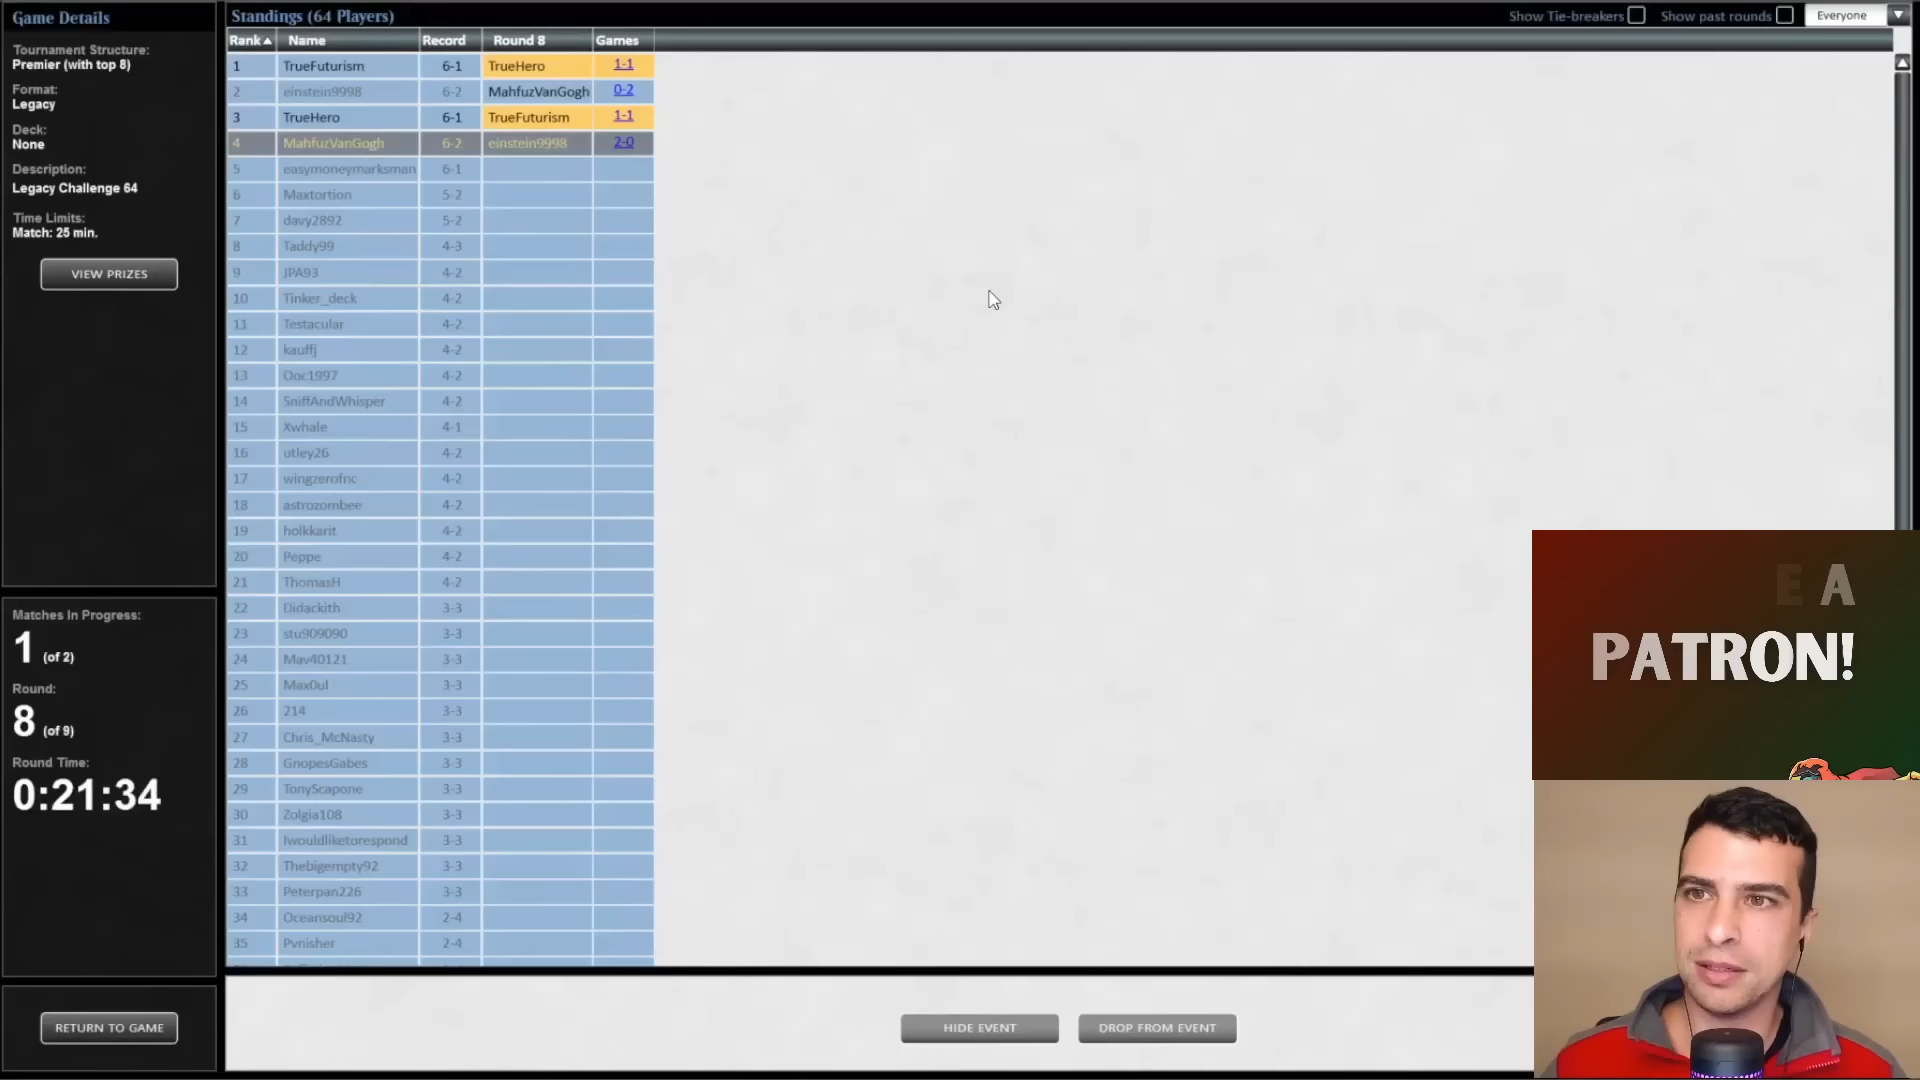 Game Details
Tournament Structure:
Premier (with top 8)
Format:
Legacy
Deck:
None
Description:
Legacy Challenge 64
Time Limits:
Match: 25 min.
VIEW PRIZES
Matches In Progress:
1 (of 2)
Round:
8 (of 9)
Round Time:
0:21:34
RETURN TO GAME
Standings (64 Players)
Show Tie-breakers
Show past rounds
Everyone
Rank Name Record Round 8 Games
1 TrueFuturism 6-1 TrueHero 1-1
2 einstein9998 6-2 MahfuzVanGogh 0-2
3 TrueHero 6-1 TrueFuturism 1-1
4 MahfuzVanGogh 6-2 einstein9998 2-0
5 easymoneymarksman 6-1
6 Maxtortion 5-2
7 davy2892 5-2
8 Taddy99 4-3
9 JPA93 4-2
10 Tinker_deck 4-2
11 Testacular 4-2
12 kauffj 4-2
13 Ooc1997 4-2
14 SniffAndWhisper 4-2
15 Xwhale 4-1
16 utley26 4-2
17 wingzerofnc 4-2
18 astrozombee 4-2
19 holkkarit 4-2
20 Peppe 4-2
21 ThomasH 4-2
22 Didackith 3-3
23 stu909090 3-3
24 Mav40121 3-3
25 Max0ul 3-3
26 214 3-3
27 Chris_McNasty 3-3
28 GnopesGabes 3-3
29 TonyScapone 3-3
30 Zolgia108 3-3
31 Iwouldliketorespond 3-3
32 Thebigempty92 3-3
33 Peterpan226 3-3
34 Oceansoul92 2-4
35 Pvnisher 2-4
HIDE EVENT
DROP FROM EVENT
E A
PATRON!